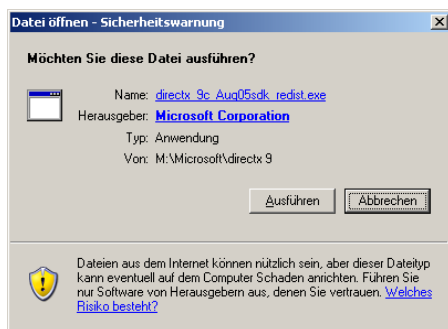 Datei öffnen - Sicherheitswarnung
Möchten Sie diese Datei ausführen?
Name: directx_9c_Aug05sdk_redist.exe
Herausgeber: Microsoft Corporation
Typ: Anwendung
Von: M:\Microsoft\directx 9
Ausführen Abbrechen
Dateien aus dem Internet können nützlich sein, aber dieser Dateityp
kann eventuell auf dem Computer Schaden anrichten. Führen Sie
nur Software von Herausgebern aus, denen Sie vertrauen. Welches
Risiko besteht?